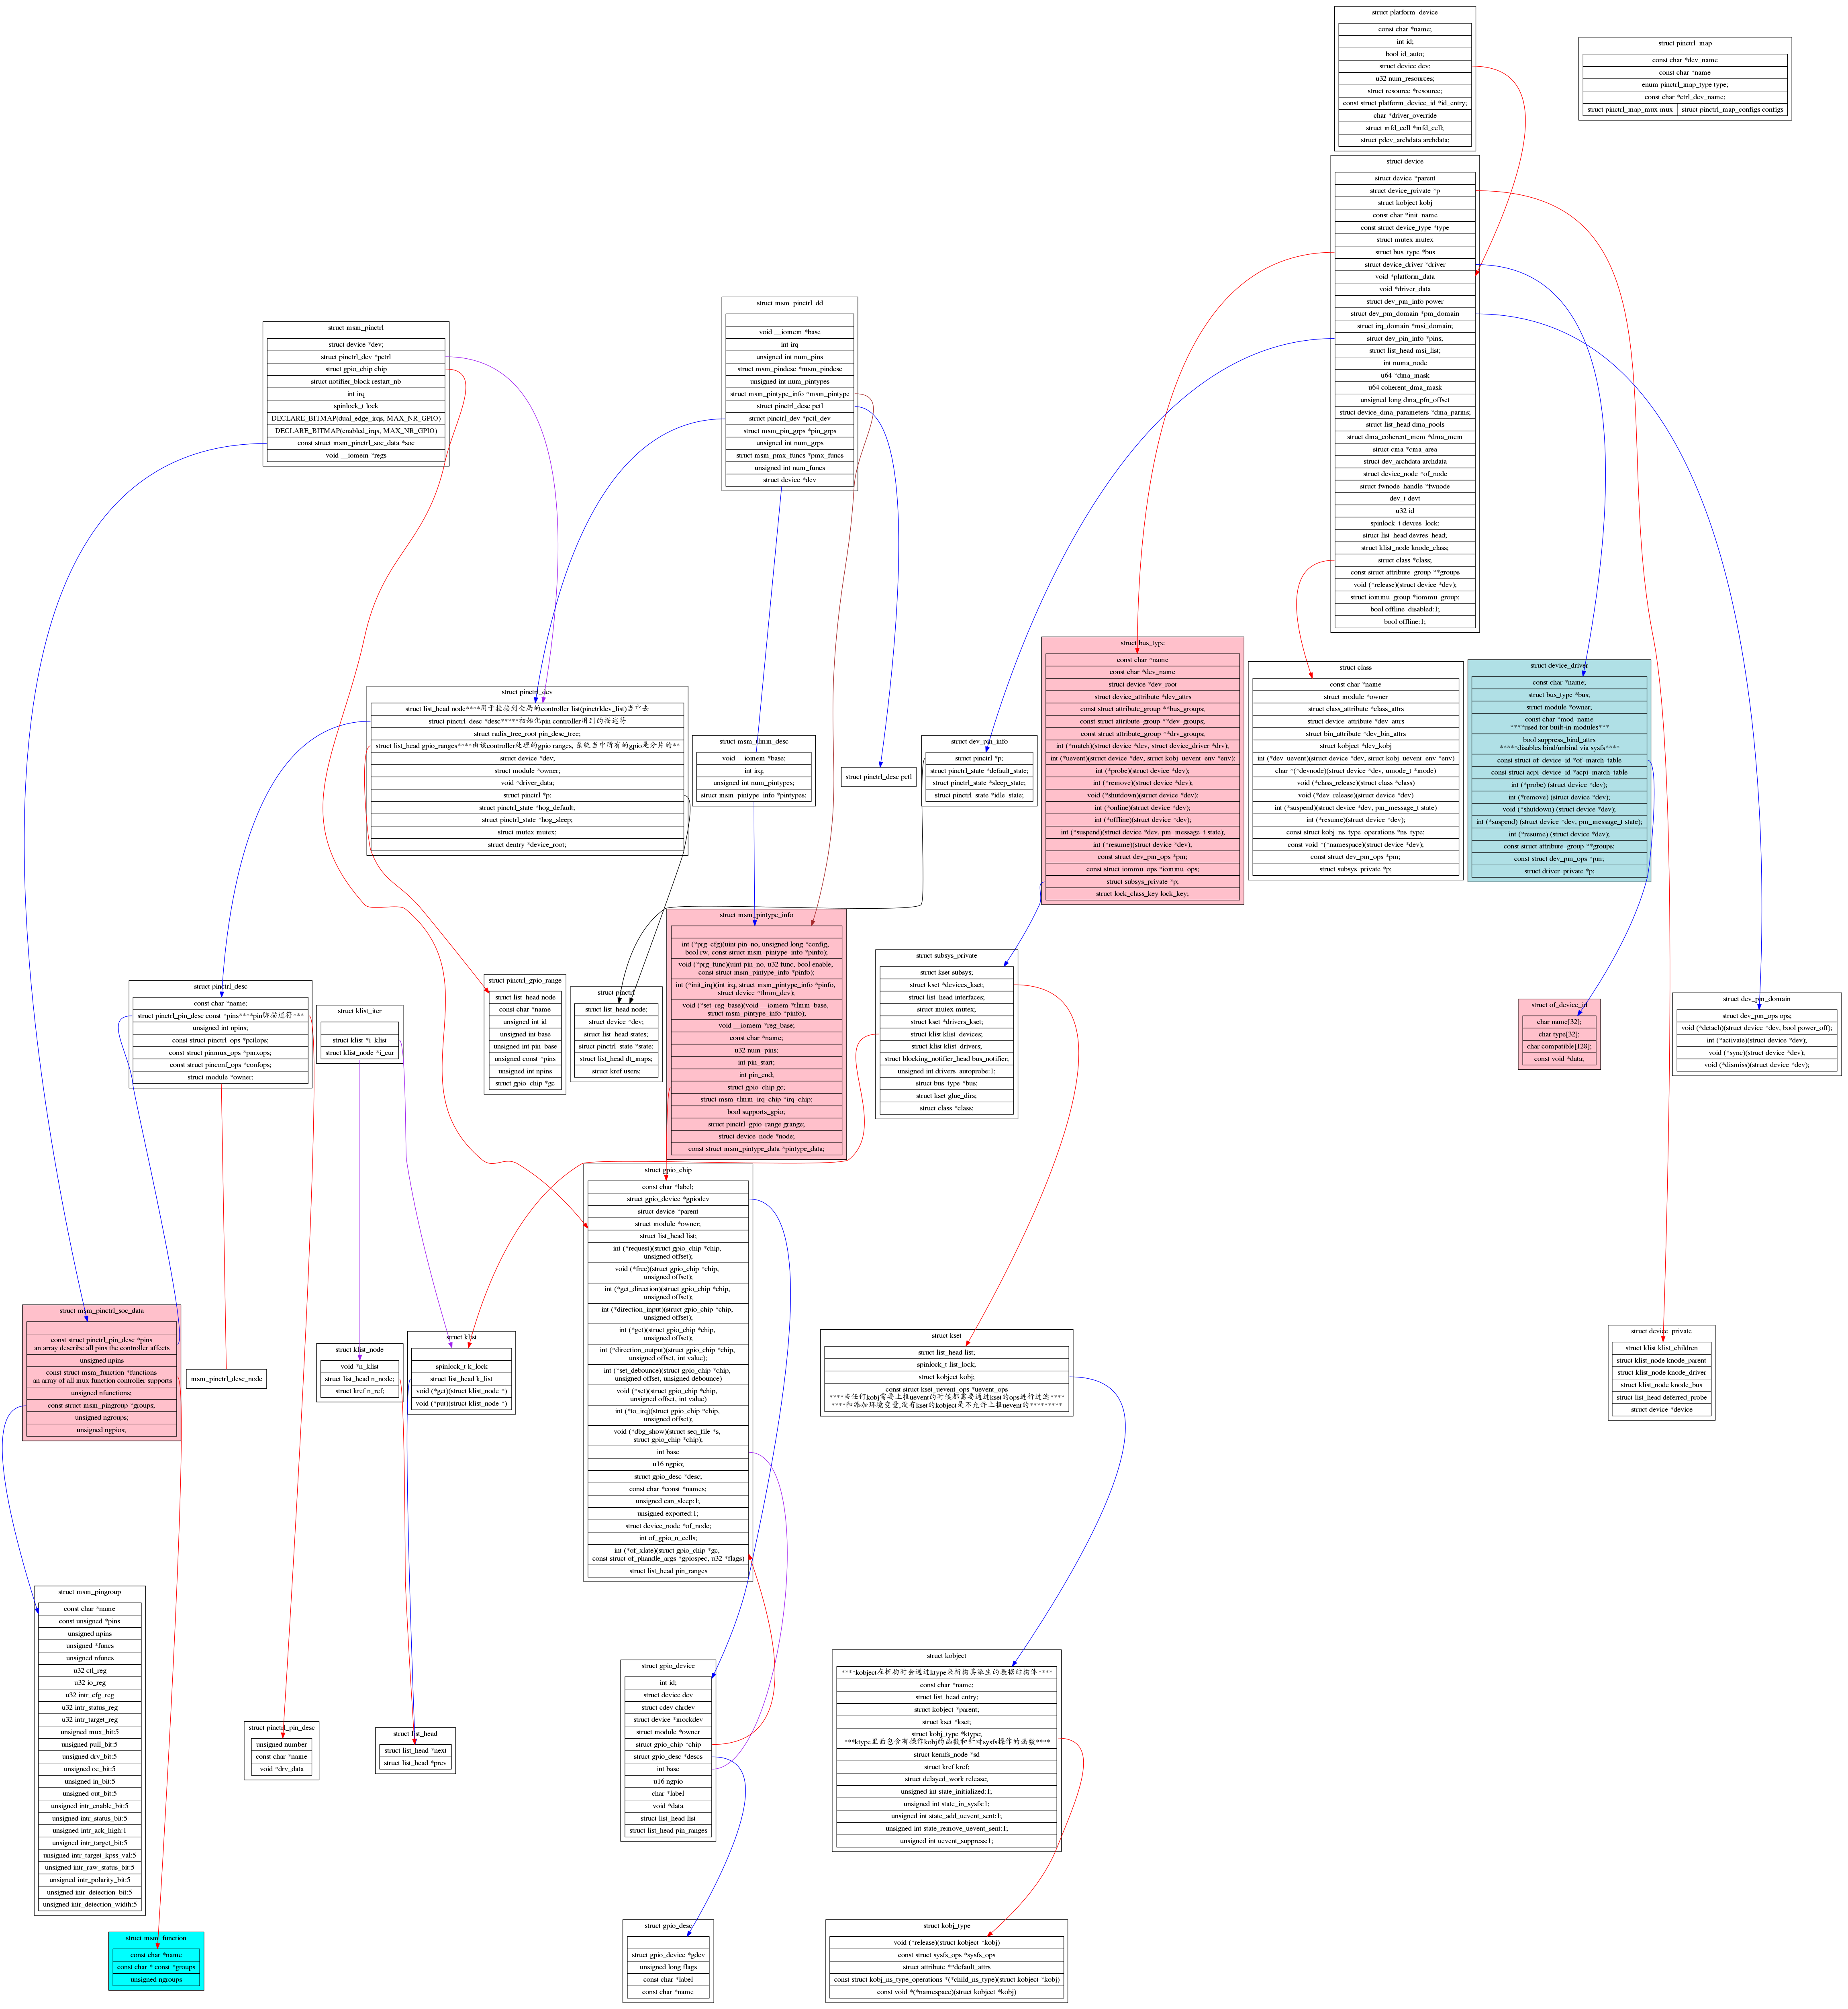 struct platform_device
const char *name;
int id;
bool id_auto;
struct device dev;
u32 num_resources;
struct resource *resource;
const struct platform_device_id *id_entry;
char *driver_override
struct mfd_cell *mfd_cell;
struct pdev_archdata archdata;
struct pinctrl_map
const char *dev_name
const char *name
enum pinctrl_map_type type;
const char *ctrl_dev_name;
struct pinctrl_map_mux mux
struct pinctrl_map_configs configs
struct device
struct device *parent
struct device_private *p
struct kobject kobj
const char *init_name
const struct device_type *type
struct mutex mutex
struct bus_type *bus
struct device_driver *driver
void *platform_data
void *driver_data
struct dev_pm_info power
struct dev_pm_domain *pm_domain
struct irq_domain *msi_domain;
struct dev_pin_info *pins;
struct list_head msi_list;
int numa_node
u64 *dma_mask
u64 coherent_dma_mask
unsigned long dma_pfn_offset
struct device_dma_parameters *dma_parms;
struct list_head dma_pools
struct dma_coherent_mem *dma_mem
struct cma *cma_area
struct dev_archdata archdata
struct device_node *of_node
struct fwnode_handle *fwnode
dev_t devt
u32 id
spinlock_t devres_lock;
struct list_head devres_head;
struct klist_node knode_class;
struct class *class;
const struct attribute_group **groups
void (*release)(struct device *dev);
struct iommu_group *iommu_group;
bool offline_disabled:1;
bool offline:1;
struct msm_pinctrl
struct device *dev;
struct pinctrl_dev *pctrl
struct gpio_chip chip
struct notifier_block restart_nb
int irq
spinlock_t lock
DECLARE_BITMAP(dual_edge_irqs, MAX_NR_GPIO)
DECLARE_BITMAP(enabled_irqs, MAX_NR_GPIO)
const struct msm_pinctrl_soc_data *soc
void __iomem *regs
struct msm_pinctrl_dd
void __iomem *base
int irq
unsigned int num_pins
struct msm_pindesc *msm_pindesc
unsigned int num_pintypes
struct msm_pintype_info *msm_pintype
struct pinctrl_desc pctl
struct pinctrl_dev *pctl_dev
struct msm_pin_grps *pin_grps
unsigned int num_grps
struct msm_pmx_funcs *pmx_funcs
unsigned int num_funcs
struct device *dev
struct pinctrl_dev
struct list_head node****用于挂接到全局的controller list(pinctrldev_list)当中去
struct pinctrl_desc *desc*****初始化pin controller用到的描述符
struct radix_tree_root pin_desc_tree;
struct list_head gpio_ranges****由该controller处理的gpio ranges, 系统当中所有的gpio是分片的**
struct device *dev;
struct module *owner;
void *driver_data;
struct pinctrl *p;
struct pinctrl_state *hog_default;
struct pinctrl_state *hog_sleep;
struct mutex mutex;
struct dentry *device_root;
struct msm_tlmm_desc
void __iomem *base;
int irq;
unsigned int num_pintypes;
struct msm_pintype_info *pintypes;
struct pinctrl_desc pctl
struct dev_pin_info
struct pinctrl *p;
struct pinctrl_state *default_state;
struct pinctrl_state *sleep_state;
struct pinctrl_state *idle_state;
struct bus_type
const char *name
const char *dev_name
struct device *dev_root
struct device_attribute *dev_attrs
const struct attribute_group **bus_groups;
const struct attribute_group **dev_groups;
const struct attribute_group **drv_groups;
int (*match)(struct device *dev, struct device_driver *drv);
int (*uevent)(struct device *dev, struct kobj_uevent_env *env);
int (*probe)(struct device *dev);
int (*remove)(struct device *dev);
void (*shutdown)(struct device *dev);
int (*online)(struct device *dev);
int (*offline)(struct device *dev);
int (*suspend)(struct device *dev, pm_message_t state);
int (*resume)(struct device *dev);
const struct dev_pm_ops *pm;
const struct iommu_ops *iommu_ops;
struct subsys_private *p;
struct lock_class_key lock_key;
struct class
const char *name
struct module *owner
struct class_attribute *class_attrs
struct device_attribute *dev_attrs
struct bin_attribute *dev_bin_attrs
struct kobject *dev_kobj
int (*dev_uevent)(struct device *dev, struct kobj_uevent_env *env)
char *(*devnode)(struct device *dev, umode_t *mode)
void (*class_release)(struct class *class)
void (*dev_release)(struct device *dev)
int (*suspend)(struct device *dev, pm_message_t state)
int (*resume)(struct device *dev);
const struct kobj_ns_type_operations *ns_type;
const void *(*namespace)(struct device *dev);
const struct dev_pm_ops *pm;
struct subsys_private *p;
struct device_driver
const char *name;
struct bus_type *bus;
struct module *owner;
const char *mod_name
****used for built-in modules***
bool suppress_bind_attrs
*****disables bind/unbind via sysfs****
const struct of_device_id *of_match_table
const struct acpi_device_id *acpi_match_table
int (*probe) (struct device *dev);
int (*remove) (struct device *dev);
void (*shutdown) (struct device *dev);
int (*suspend) (struct device *dev, pm_message_t state);
int (*resume) (struct device *dev);
const struct attribute_group **groups;
const struct dev_pm_ops *pm;
struct driver_private *p;
struct msm_pintype_info
int (*prg_cfg)(uint pin_no, unsigned long *config,
bool rw, const struct msm_pintype_info *pinfo);
void (*prg_func)(uint pin_no, u32 func, bool enable,
const struct msm_pintype_info *pinfo);
int (*init_irq)(int irq, struct msm_pintype_info *pinfo,
struct device *tlmm_dev);
void (*set_reg_base)(void __iomem *tlmm_base,
struct msm_pintype_info *pinfo);
void __iomem *reg_base;
const char *name;
u32 num_pins;
int pin_start;
int pin_end;
struct gpio_chip gc;
struct msm_tlmm_irq_chip *irq_chip;
bool supports_gpio;
struct pinctrl_gpio_range grange;
struct device_node *node;
const struct msm_pintype_data *pintype_data;
struct subsys_private
struct kset subsys;
struct kset *devices_kset;
struct list_head interfaces;
struct mutex mutex;
struct kset *drivers_kset;
struct klist klist_devices;
struct klist klist_drivers;
struct blocking_notifier_head bus_notifier;
unsigned int drivers_autoprobe:1;
struct bus_type *bus;
struct kset glue_dirs;
struct class *class;
struct pinctrl_desc
const char *name;
struct pinctrl_pin_desc const *pins****pin脚描述符***
unsigned int npins;
const struct pinctrl_ops *pctlops;
const struct pinmux_ops *pmxops;
const struct pinconf_ops *confops;
struct module *owner;
struct klist_iter
struct klist *i_klist
struct klist_node *i_cur
struct pinctrl_gpio_range
struct list_head node
const char *name
unsigned int id
unsigned int base
unsigned int pin_base
unsigned const *pins
unsigned int npins
struct gpio_chip *gc
struct pinctrl
struct list_head node;
struct device *dev;
struct list_head states;
struct pinctrl_state *state;
struct list_head dt_maps;
struct kref users;
struct of_device_id
char name[32];
char type[32];
char compatible[128];
const void *data;
struct dev_pin_domain
struct dev_pm_ops ops;
void (*detach)(struct device *dev, bool power_off);
int (*activate)(struct device *dev);
void (*sync)(struct device *dev);
void (*dismiss)(struct device *dev);
struct gpio_chip
const char *label;
struct gpio_device *gpiodev
struct device *parent
struct module *owner;
struct list_head list;
int (*request)(struct gpio_chip *chip,
unsigned offset);
void (*free)(struct gpio_chip *chip,
unsigned offset);
int (*get_direction)(struct gpio_chip *chip,
unsigned offset);
int (*direction_input)(struct gpio_chip *chip,
unsigned offset);
int (*get)(struct gpio_chip *chip,
unsigned offset);
int (*direction_output)(struct gpio_chip *chip,
unsigned offset, int value);
int (*set_debounce)(struct gpio_chip *chip,
unsigned offset, unsigned debounce)
void (*set)(struct gpio_chip *chip,
unsigned offset, int value)
int (*to_irq)(struct gpio_chip *chip,
unsigned offset);
void (*dbg_show)(struct seq_file *s,
struct gpio_chip *chip);
int base
u16 ngpio;
struct gpio_desc *desc;
const char *const *names;
unsigned can_sleep:1;
unsigned exported:1;
struct device_node *of_node;
int of_gpio_n_cells;
int (*of_xlate)(struct gpio_chip *gc,
const struct of_phandle_args *gpiospec, u32 *flags)
struct list_head pin_ranges
struct msm_pinctrl_soc_data
const struct pinctrl_pin_desc *pins
an array describe all pins the controller affects
unsigned npins
const struct msm_function *functions
an array of all mux function controller supports
unsigned nfunctions;
const struct msm_pingroup *groups;
unsigned ngroups;
unsigned ngpios;
msm_pinctrl_desc_node
struct klist_node
void *n_klist
struct list_head n_node;
struct kref n_ref;
struct klist
spinlock_t k_lock
struct list_head k_list
void (*get)(struct klist_node *)
void (*put)(struct klist_node *)
struct kset
struct list_head list;
spinlock_t list_lock;
struct kobject kobj;
const struct kset_uevent_ops *uevent_ops
****当任何kobj需要上报uevent的时候都需要通过kset的ops进行过滤****
****和添加环境变量,没有kset的kobject是不允许上报uevent的*********
struct device_private
struct klist klist_children
struct klist_node knode_parent
struct klist_node knode_driver
struct klist_node knode_bus
struct list_head deferred_probe
struct device *device
struct msm_pingroup
const char *name
const unsigned *pins
unsigned npins
unsigned *funcs
unsigned nfuncs
u32 ctl_reg
u32 io_reg
u32 intr_cfg_reg
u32 intr_status_reg
u32 intr_target_reg
unsigned mux_bit:5
unsigned pull_bit:5
unsigned drv_bit:5
unsigned oe_bit:5
unsigned in_bit:5
unsigned out_bit:5
unsigned intr_enable_bit:5
unsigned intr_status_bit:5
unsigned intr_ack_high:1
unsigned intr_target_bit:5
unsigned intr_target_kpss_val:5
unsigned intr_raw_status_bit:5
unsigned intr_polarity_bit:5
unsigned intr_detection_bit:5
unsigned intr_detection_width:5
struct pinctrl_pin_desc
unsigned number
const char *name
void *drv_data
struct list_head
struct list_head *next
struct list_head *prev
struct gpio_device
int id;
struct device dev
struct cdev chrdev
struct device *mockdev
struct module *owner
struct gpio_chip *chip
struct gpio_desc *descs
int base
u16 ngpio
char *label
void *data
struct list_head list
struct list_head pin_ranges
struct kobject
****kobject在析构时会通过ktype来析构其派生的数据结构体****
const char *name;
struct list_head entry;
struct kobject *parent;
struct kset *kset;
struct kobj_type *ktype;
***ktype里面包含有操作kobj的函数和针对sysfs操作的函数****
struct kernfs_node *sd
struct kref kref;
struct delayed_work release;
unsigned int state_initialized:1;
unsigned int state_in_sysfs:1;
unsigned int state_add_uevent_sent:1;
unsigned int state_remove_uevent_sent:1;
unsigned int uevent_suppress:1;
struct msm_function
const char *name
const char * const *groups
unsigned ngroups
struct gpio_desc
struct gpio_device *gdev
unsigned long flags
const char *label
const char *name
struct kobj_type
void (*release)(struct kobject *kobj)
const struct sysfs_ops *sysfs_ops
struct attribute **default_attrs
const struct kobj_ns_type_operations *(*child_ns_type)(struct kobject *kobj)
const void *(*namespace)(struct kobject *kobj)